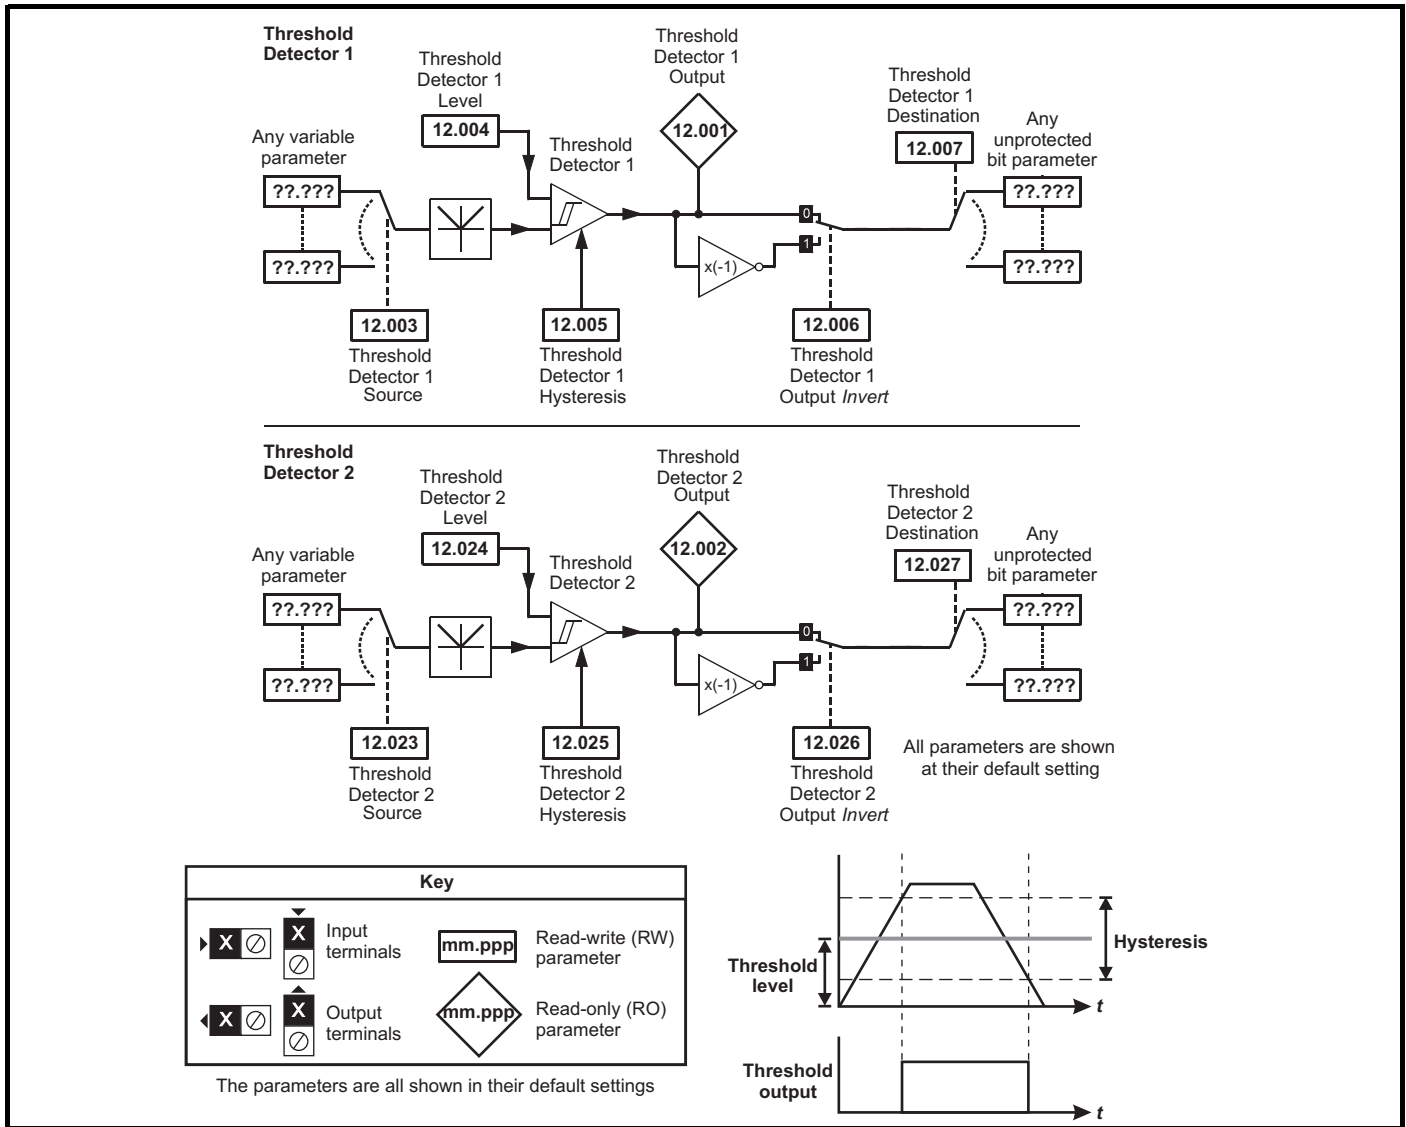 Threshold
Detector 1
Threshold
Detector 1
Level
12.004
Threshold
Detector 1
Output
12.001
Threshold
Detector 1
Destination
12.007
Any variable
parameter
??.???
??.???
Threshold
Detector 1
Any
unprotected
bit parameter
??.???
??.???
0
1
x(-1)
12.003
Threshold
Detector 1
Source
12.005
Threshold
Detector 1
Hysteresis
12.006
Threshold
Detector 1
Output Invert
Threshold
Detector 2
Threshold
Detector 2
Level
12.024
Threshold
Detector 2
Output
12.002
Threshold
Detector 2
Destination
12.027
Any variable
parameter
??.???
??.???
Threshold
Detector 2
Any
unprotected
bit parameter
??.???
??.???
0
1
x(-1)
12.023
Threshold
Detector 2
Source
12.025
Threshold
Detector 2
Hysteresis
12.026
Threshold
Detector 2
Output Invert
All parameters are shown
at their default setting
Key
X
X
Input
terminals
mm.ppp
Read-write (RW)
parameter
X
X
Output
terminals
mm.ppp
Read-only (RO)
parameter
The parameters are all shown in their default settings
Threshold
level
Hysteresis
t
Threshold
output
t